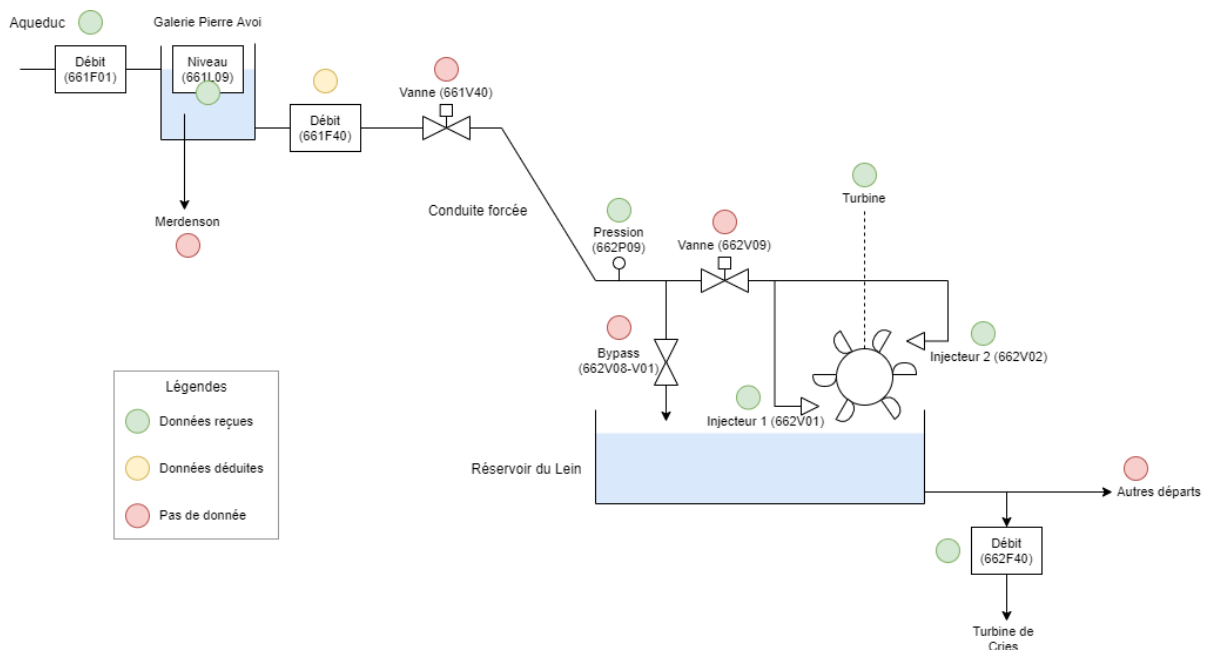 Aqueduc
Galerie Pierre Avoi
Débit
(661F01)
Niveau
(661L09)
Débit
(661F40)
Vanne (661V40)
Merdenson
Conduite forcée
Pression
(662P09)
Vanne (662V09)
Turbine
Bypass
(662V08-V01)
Injecteur 2 (662V02)
Injecteur 1 (662V01)
Légendes
Données reçues
Données déduites
Pas de donnée
Réservoir du Lein
Autres départs
Débit
(662F40)
Turbine de
Cries